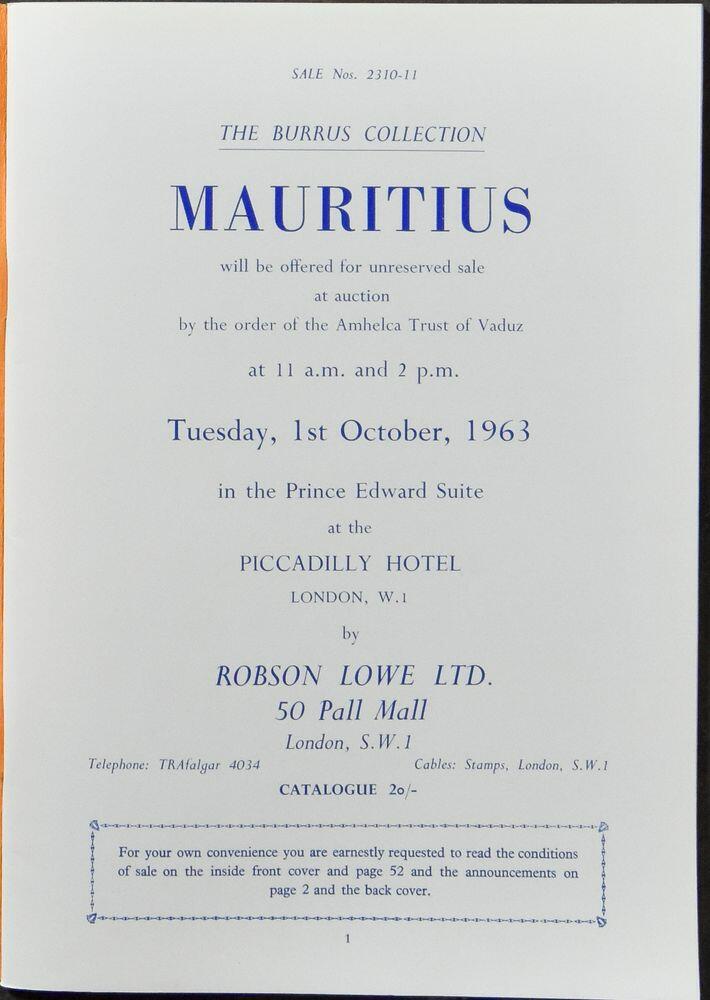 SALE Nos. 2310-11
THE BURRUS COLLECTION
MAURITIUS
will be offered for unreserved sale
at auction
by the order of the Amhelca Trust of Vaduz
at 11 a.m. and 2 p.m.
Tuesday, 1st October, 1963
in the Prince Edward Suite
at the
PICCADILLY HOTEL
LONDON, W.1
by
ROBSON LOWE LTD.
50 Pall Mall
London, S.W.1
Telephone: TRAfalgar 4034 Cables: Stamps, London, S.W.1
CATALOGUE 20/-
For your own convenience you are earnestly requested to read the conditions
of sale on the inside front cover and page 52 and the announcements on
page 2 and the back cover.
1